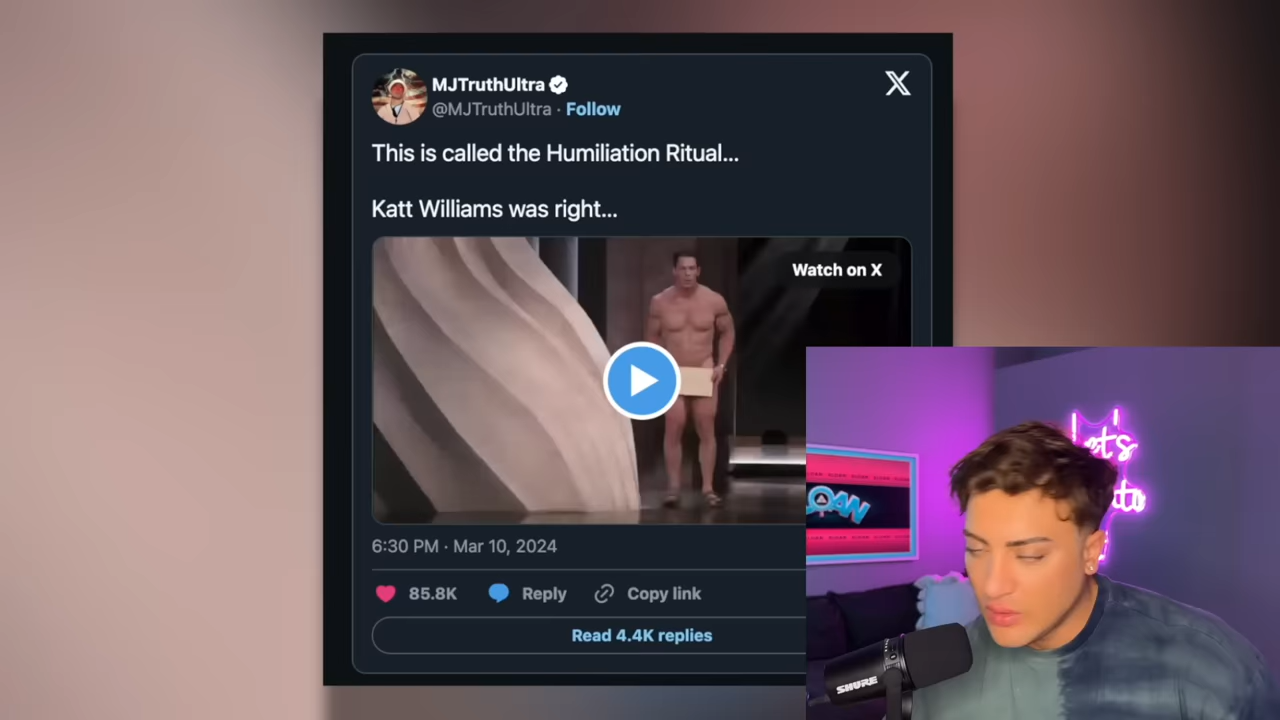 MJTruthUltra
@MJTruthUltra · Follow
This is called the Humiliation Ritual...
Katt Williams was right...
Watch on X
6:30 PM · Mar 10, 2024
85.8K Reply Copy link
Read 4.4K replies
SHURE